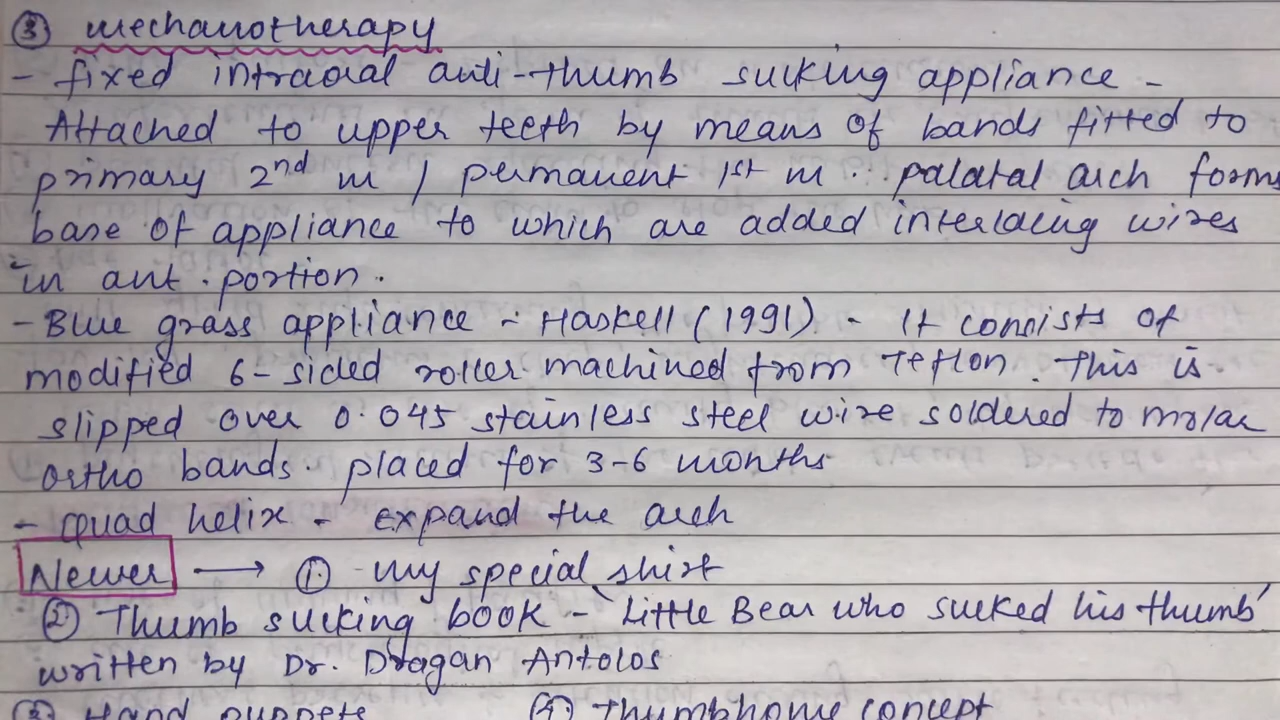 ③ mechanotherapy
- fixed intraoral anti-thumb sucking appliance -
Attached to upper teeth by means of bands fitted to
primary 2nd m / permanent 1st m. palatal arch forms
base of appliance to which are added interlacing wires
in ant. portion.
- Blue grass appliance - Haskell (1991) - It consists of
modified 6-sided roller machined from Teflon. This is
slipped over 0.045 stainless steel wire soldered to molar
ortho bands. placed for 3-6 months
- quad helix - expand the arch
Newer → ①. my special shirt
② Thumb sucking book - 'Little Bear who sucked his thumb'
written by Dr. Dragan Antolos
③ Hand puppets ④ Thumbhome concept